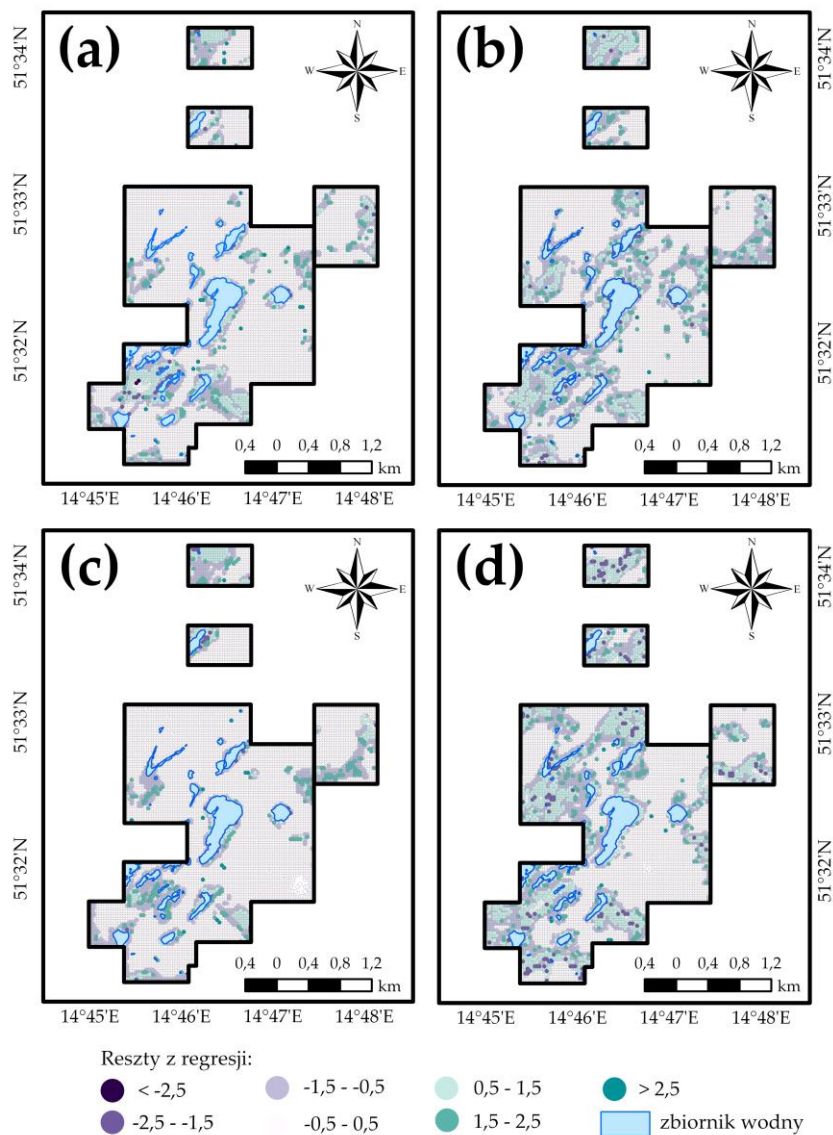 (a)
N
W E
S
51°34'N
51°33'N
51°32'N
0,4 0 0,4 0,8 1,2
km
14°45'E 14°46'E 14°47'E 14°48'E
(b)
N
W E
S
51°34'N
51°33'N
51°32'N
0,4 0 0,4 0,8 1,2
km
14°45'E 14°46'E 14°47'E 14°48'E
(c)
N
W E
S
51°34'N
51°33'N
51°32'N
0,4 0 0,4 0,8 1,2
km
14°45'E 14°46'E 14°47'E 14°48'E
(d)
N
W E
S
51°34'N
51°33'N
51°32'N
0,4 0 0,4 0,8 1,2
km
14°45'E 14°46'E 14°47'E 14°48'E
Reszty z regresji:
< -2,5 -1,5 - -0,5 0,5 - 1,5 > 2,5
-2,5 - -1,5 -0,5 - 0,5 1,5 - 2,5 zbiornik wodny